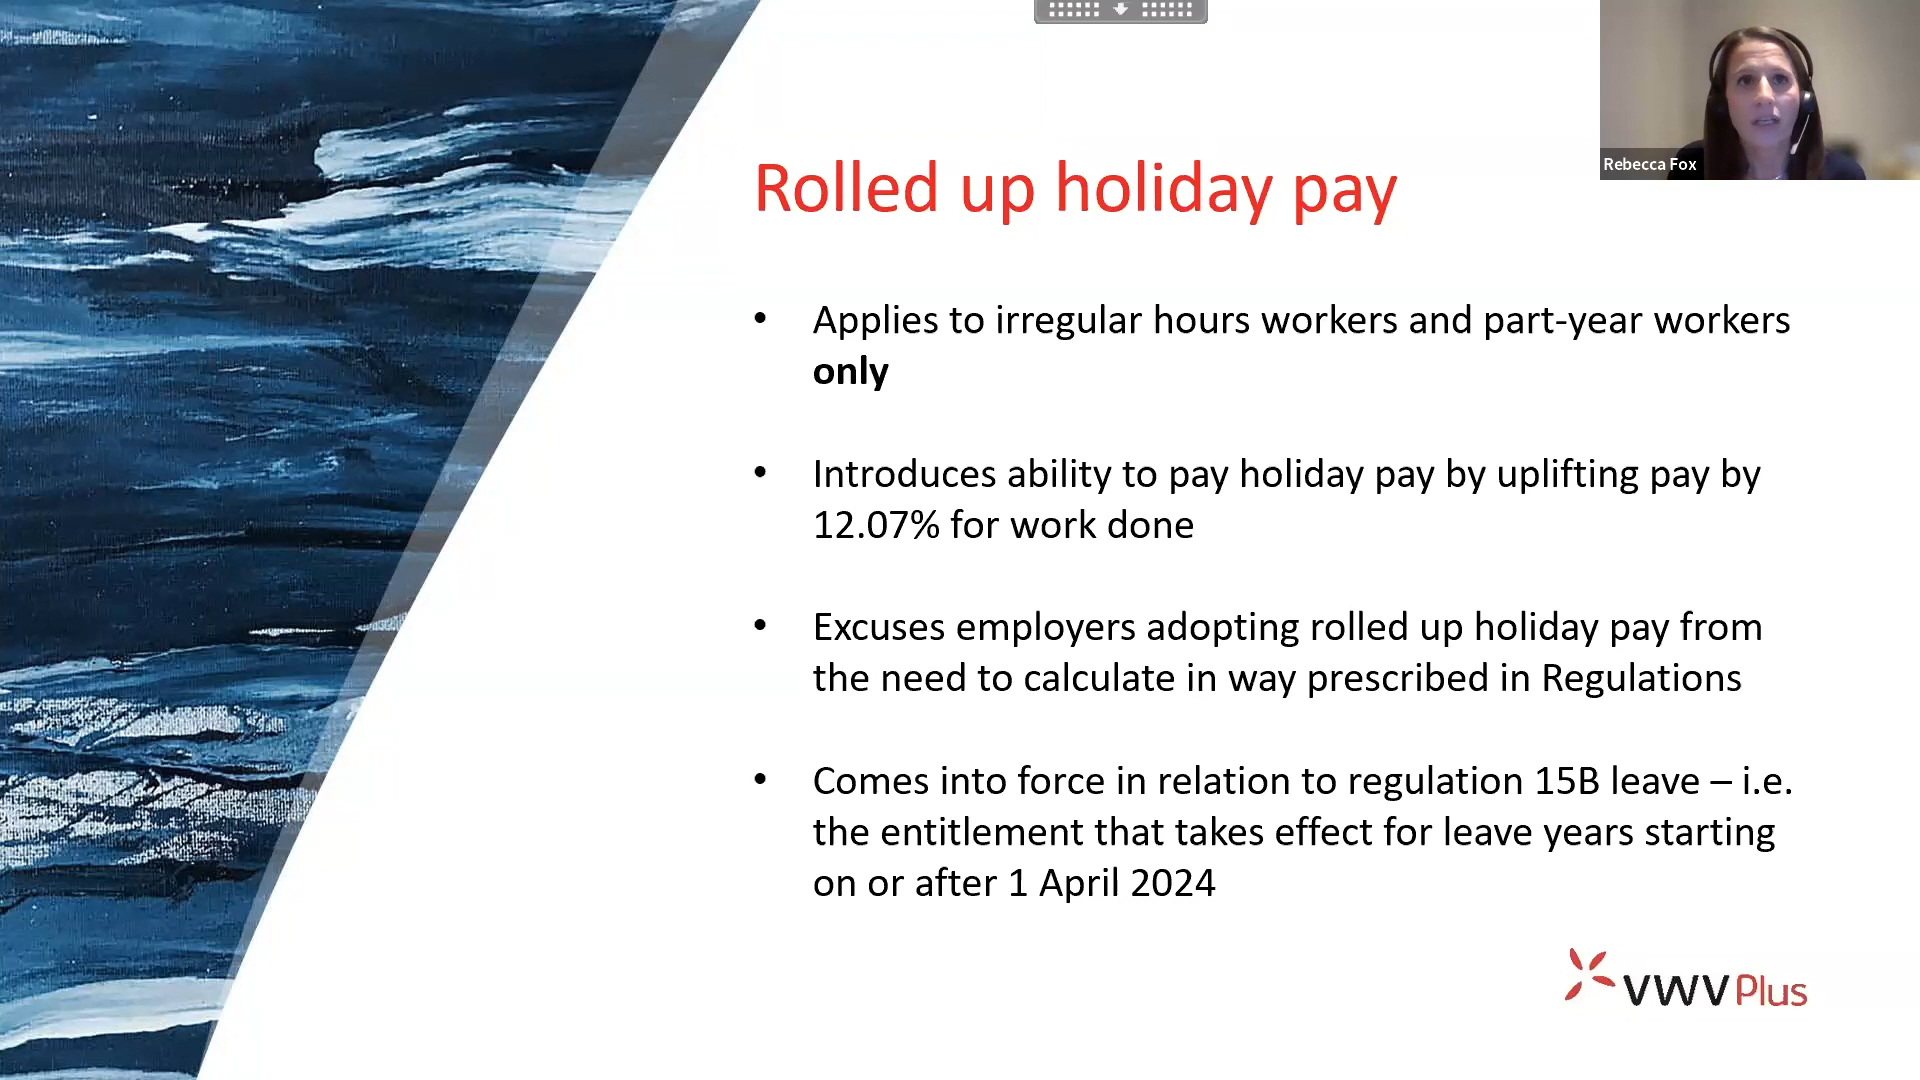 Rebecca Fox
Rolled up holiday pay
• Applies to irregular hours workers and part-year workers
only
• Introduces ability to pay holiday pay by uplifting pay by
12.07% for work done
• Excuses employers adopting rolled up holiday pay from
the need to calculate in way prescribed in Regulations
• Comes into force in relation to regulation 15B leave – i.e.
the entitlement that takes effect for leave years starting
on or after 1 April 2024
VWV Plus